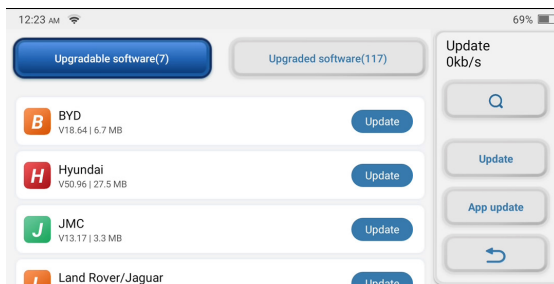 12:23 AM
69%
Upgradable software(7)
Upgraded software(117)
Update
0kb/s
B
BYD
V18.64 | 6.7 MB
Update
H
Hyundai
V50.96 | 27.5 MB
Update
Update
J
JMC
V13.17 | 3.3 MB
Update
App update
L
Land Rover/Jaguar
Update